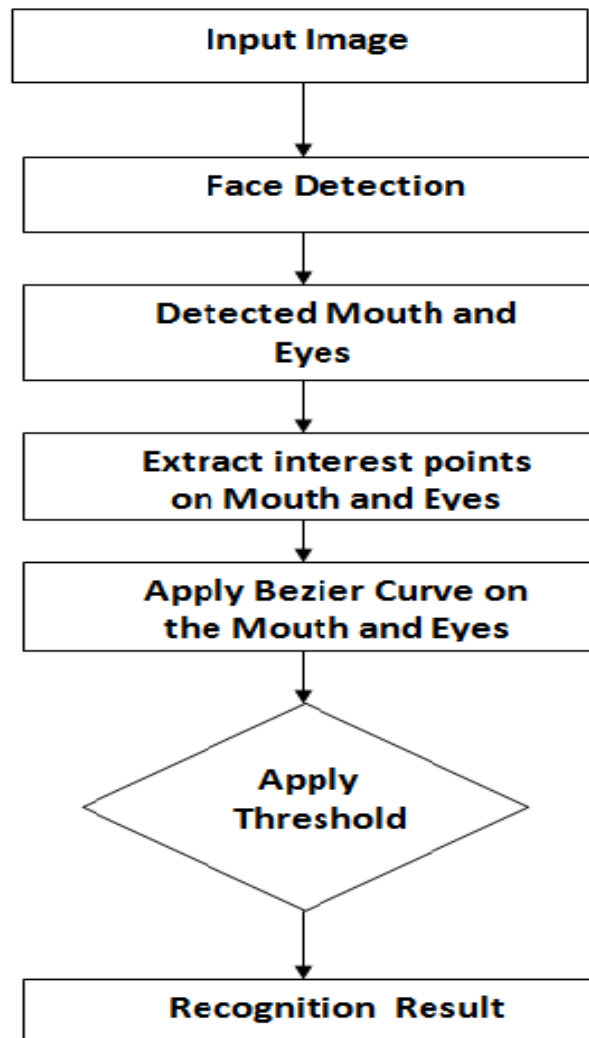 Input Image
Face Detection
Detected Mouth and
Eyes
Extract interest points
on Mouth and Eyes
Apply Bezier Curve on
the Mouth and Eyes
Apply
Threshold
Recognition Result